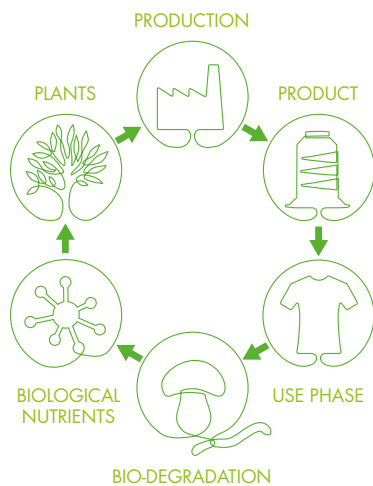 PRODUCTION
PLANTS
PRODUCT
BIOLOGICAL
NUTRIENTS
USE PHASE
BIO-DEGRADATION